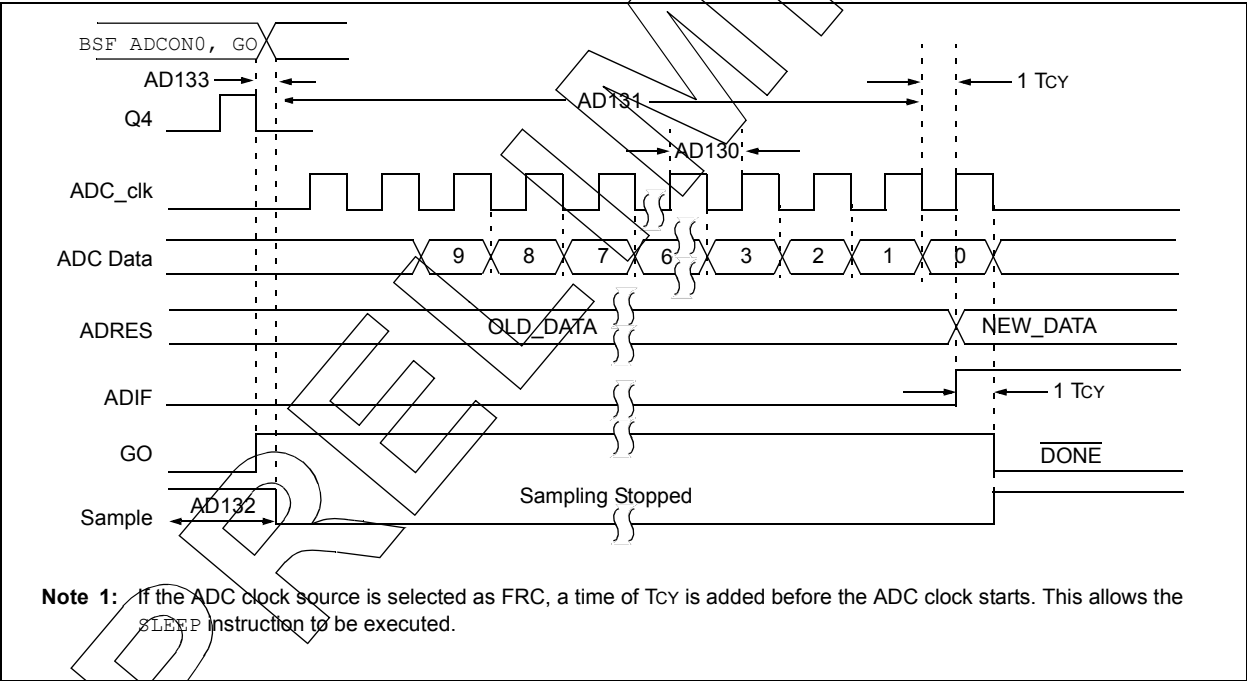 BSF ADCON0, GO
AD133
1 TCY
AD131
Q4
AD130
ADC_clk
ADC Data
9
8
7
6
3
2
1
0
ADRES
OLD_DATA
NEW_DATA
ADIF
1 TCY
GO
DONE
AD132
Sampling Stopped
Sample
Note 1: If the ADC clock source is selected as FRC, a time of TCY is added before the ADC clock starts. This allows the
SLEEP instruction to be executed.
PRELIM